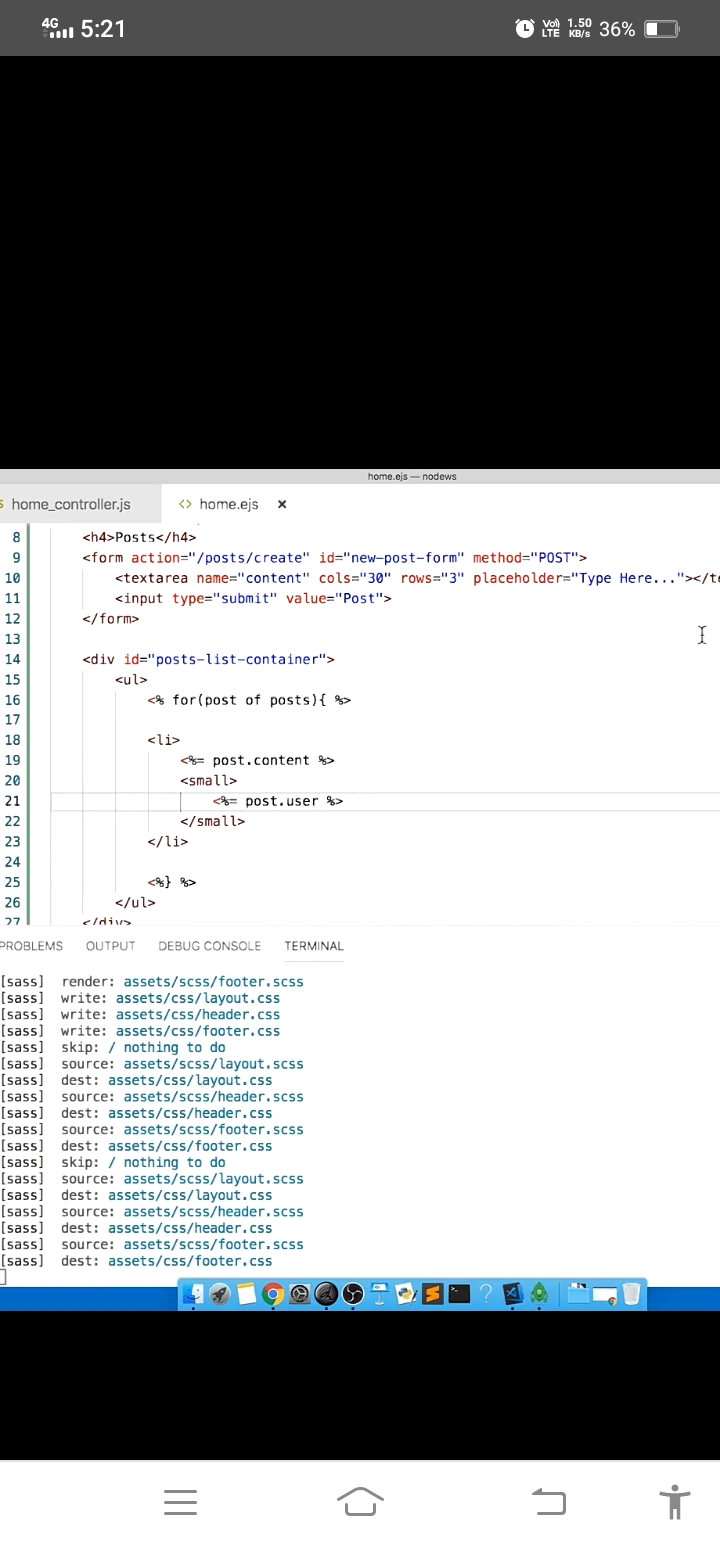 4G 5:21 Vo) LTE 1.50 KB/s 36%
home.ejs — nodews
home_controller.js home.ejs x
8 <h4>Posts</h4>
9 <form action="/posts/create" id="new-post-form" method="POST">
10 <textarea name="content" cols="30" rows="3" placeholder="Type Here..."></te
11 <input type="submit" value="Post">
12 </form>
13
14 <div id="posts-list-container">
15 <ul>
16 <% for(post of posts){ %>
17
18 <li>
19 <%= post.content %>
20 <small>
21 <%= post.user %>
22 </small>
23 </li>
24
25 <%} %>
26 </ul>
27 </div>
PROBLEMS OUTPUT DEBUG CONSOLE TERMINAL
[sass] render: assets/scss/footer.scss
[sass] write: assets/css/layout.css
[sass] write: assets/css/header.css
[sass] write: assets/css/footer.css
[sass] skip: / nothing to do
[sass] source: assets/scss/layout.scss
[sass] dest: assets/css/layout.css
[sass] source: assets/scss/header.scss
[sass] dest: assets/css/header.css
[sass] source: assets/scss/footer.scss
[sass] dest: assets/css/footer.css
[sass] skip: / nothing to do
[sass] source: assets/scss/layout.scss
[sass] dest: assets/css/layout.css
[sass] source: assets/scss/header.scss
[sass] dest: assets/css/header.css
[sass] source: assets/scss/footer.scss
[sass] dest: assets/css/footer.css